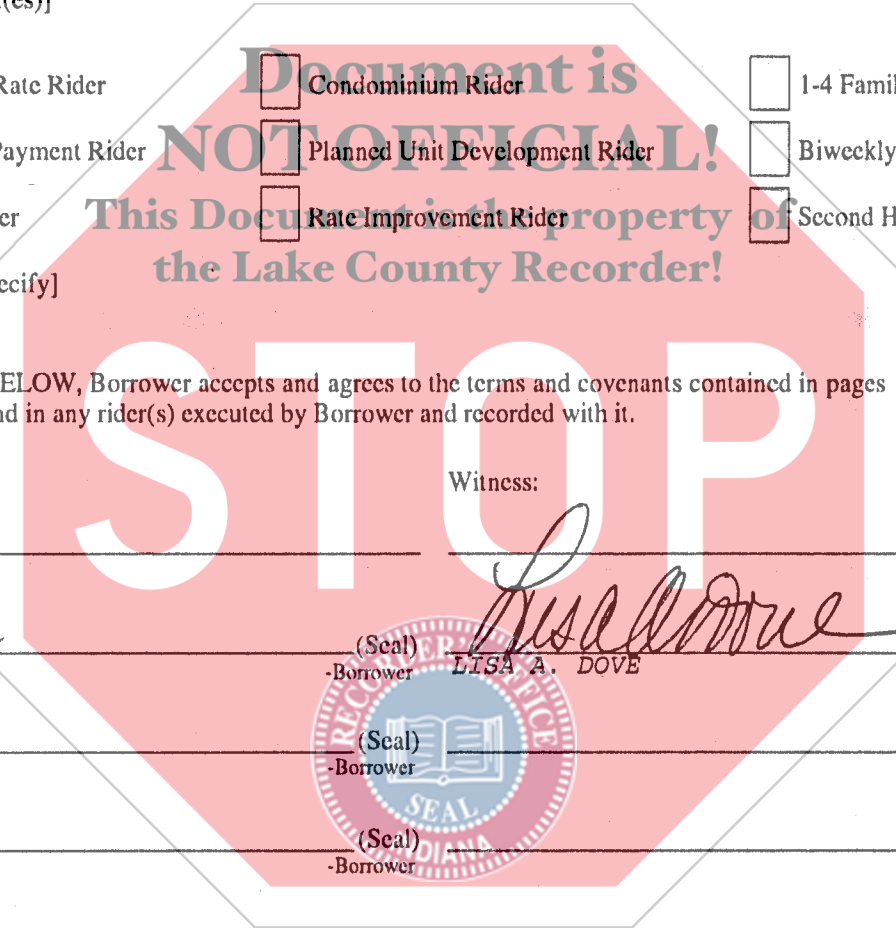 (es)]
Rate Rider Condominium Rider 1-4 Famil
Payment Rider Planned Unit Development Rider Biweekly
er Rate Improvement Rider Second H
ecify]
Document is
NOT OFFICIAL!
This Document is the property of
the Lake County Recorder!
STOP
ELOW, Borrower accepts and agrees to the terms and covenants contained in pages
nd in any rider(s) executed by Borrower and recorded with it.
Witness:
Lisa A Dove
(Seal)
-Borrower LISA A. DOVE
(Seal)
-Borrower
(Seal)
-Borrower
RECORDER'S OFFICE
SEAL
INDIANA